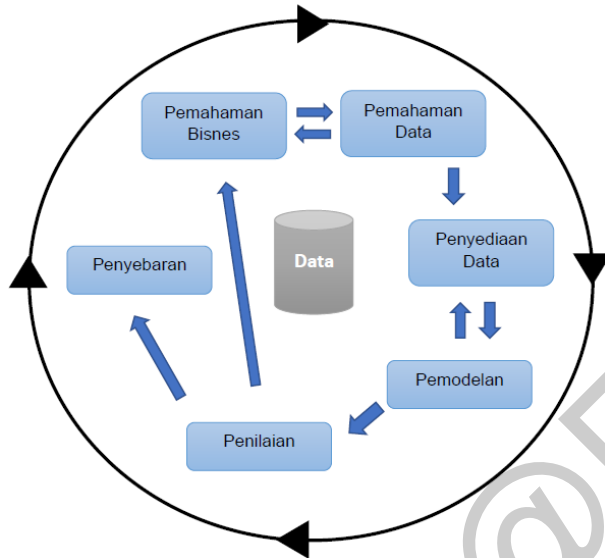 Pemahaman
Bisnes
Pemahaman
Data
Penyediaan
Data
Data
Penyebaran
Pemodelan
Penilaian
@